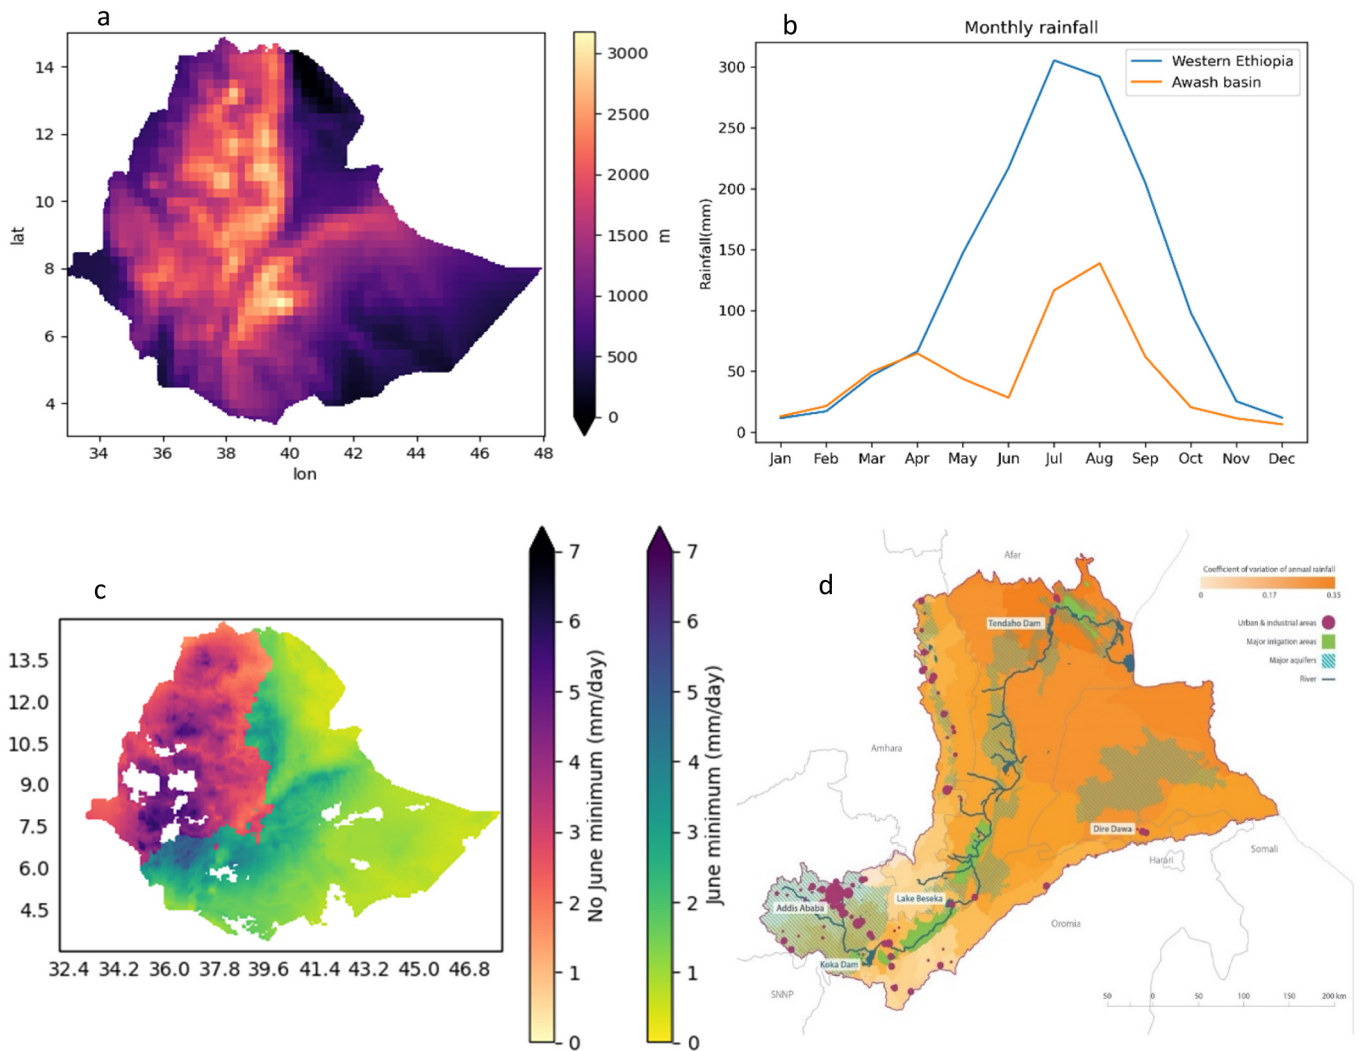 a
14
12
10
8
6
4
lat
34
36
38
40
42
44
46
48
lon
3000
2500
2000
1500
1000
500
0
m
b
Monthly rainfall
Western Ethiopia
Awash basin
300
250
200
150
100
50
0
Rainfall(mm)
Jan
Feb
Mar
Apr
May
Jun
Jul
Aug
Sep
Oct
Nov
Dec
c
13.5
12.0
10.5
9.0
7.5
6.0
4.5
32.4
34.2
36.0
37.8
39.6
41.4
43.2
45.0
46.8
7
6
5
4
3
2
1
0
No June minimum (mm/day)
7
6
5
4
3
2
1
0
June minimum (mm/day)
d
Afar
Coefficient of variation of annual rainfall
0
0.17
0.35
Urban & industrial areas
Major irrigation areas
Major aquifers
River
Tendaho Dam
Amhara
Dire Dawa
Harari
Somali
Addis Ababa
Lake Beseka
Oromia
Koka Dam
SNNP
50
0
50
100
150
200 km